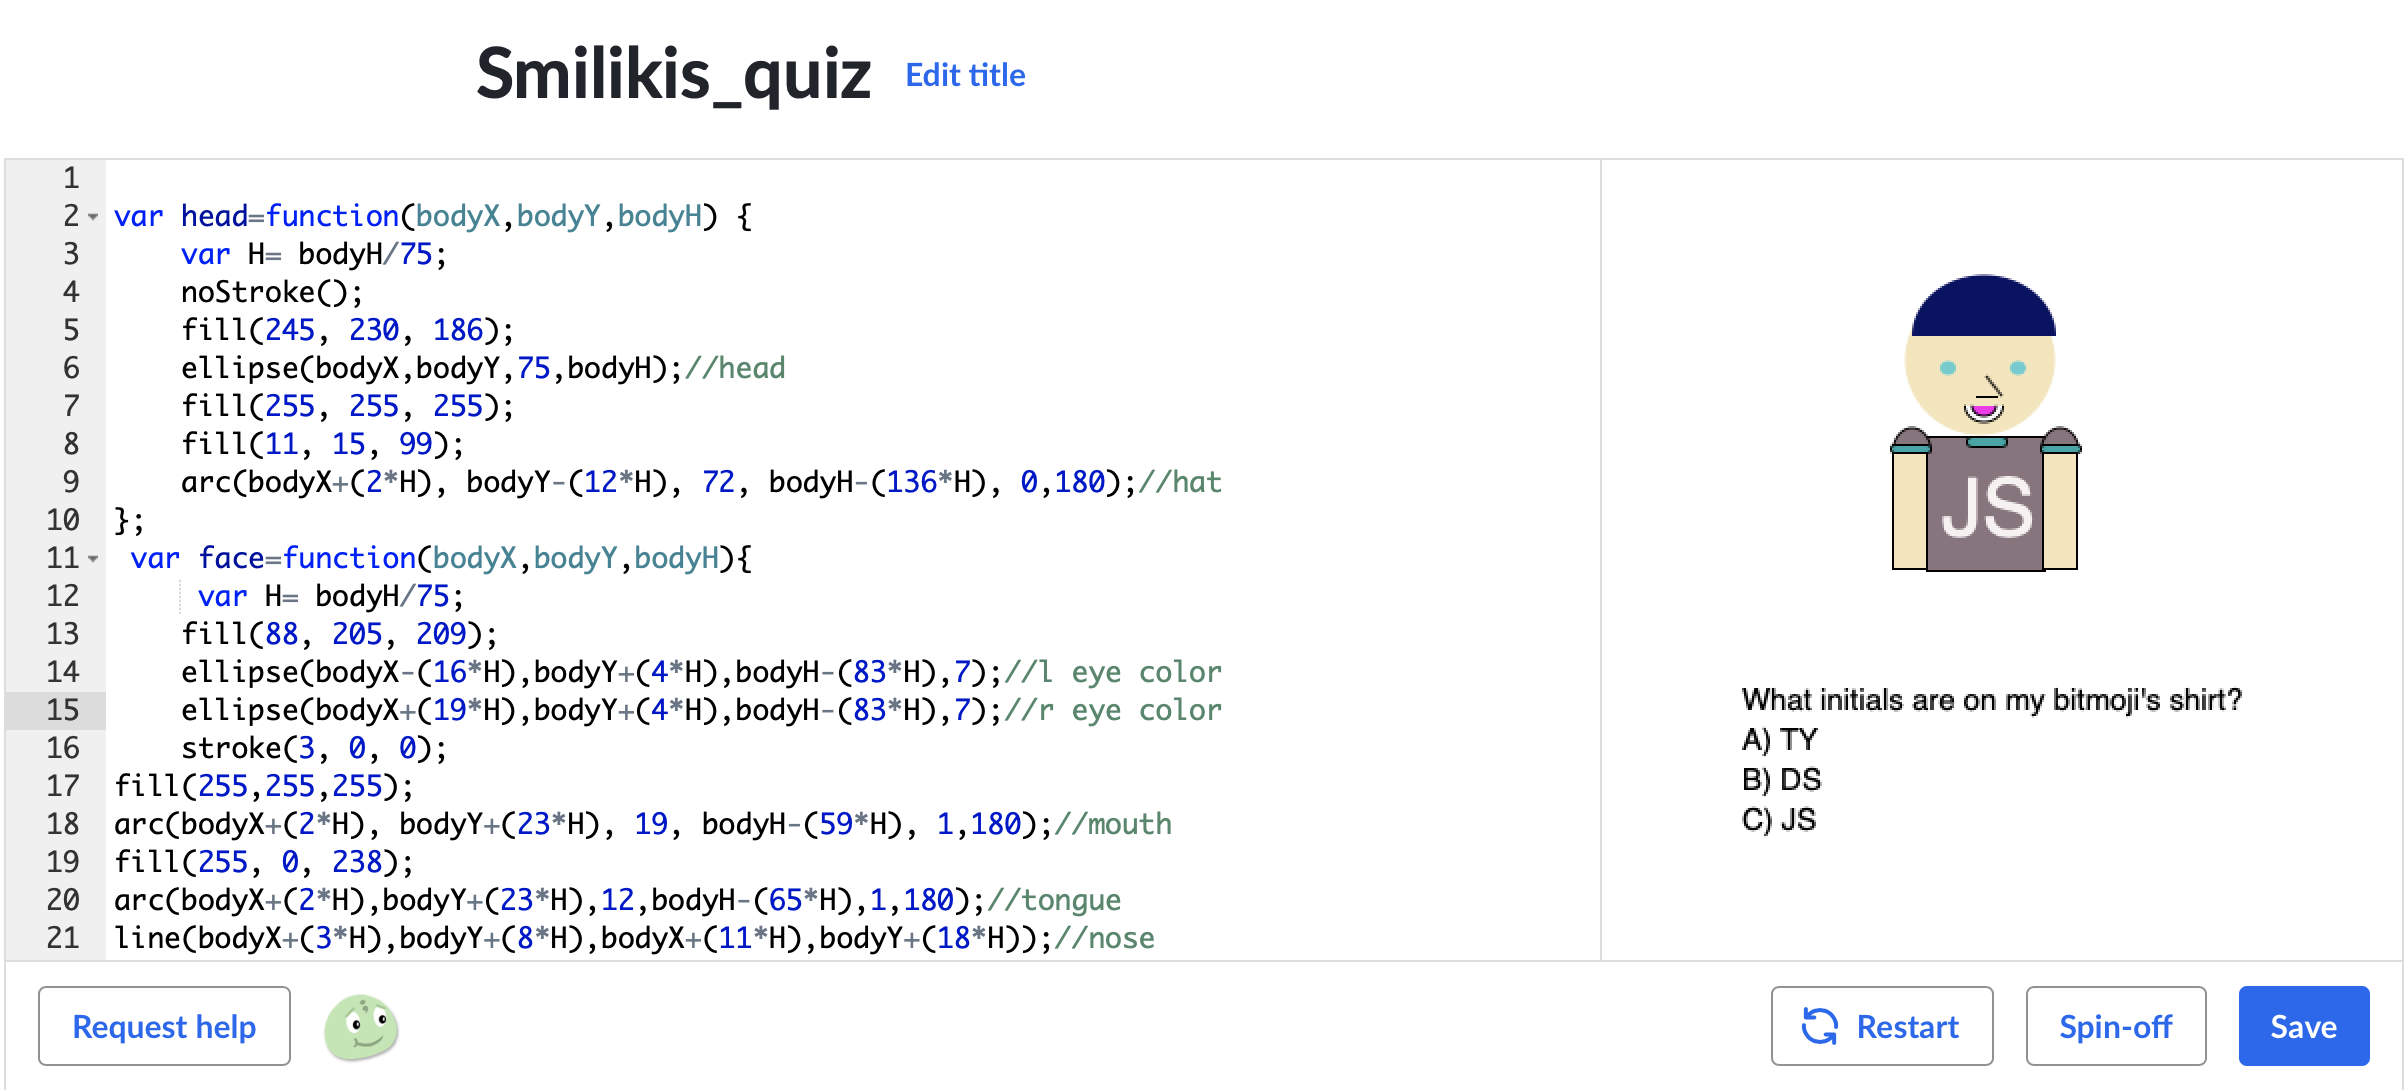 Smilikis_quiz Edit title
1
2 var head=function(bodyX,bodyY,bodyH) {
3     var H= bodyH/75;
4     noStroke();
5     fill(245, 230, 186);
6     ellipse(bodyX,bodyY,75,bodyH);//head
7     fill(255, 255, 255);
8     fill(11, 15, 99);
9     arc(bodyX+(2*H), bodyY-(12*H), 72, bodyH-(136*H), 0,180);//hat
10 };
11  var face=function(bodyX,bodyY,bodyH){
12      var H= bodyH/75;
13     fill(88, 205, 209);
14     ellipse(bodyX-(16*H),bodyY+(4*H),bodyH-(83*H),7);//l eye color
15     ellipse(bodyX+(19*H),bodyY+(4*H),bodyH-(83*H),7);//r eye color
16     stroke(3, 0, 0);
17 fill(255,255,255);
18 arc(bodyX+(2*H), bodyY+(23*H), 19, bodyH-(59*H), 1,180);//mouth
19 fill(255, 0, 238);
20 arc(bodyX+(2*H),bodyY+(23*H),12,bodyH-(65*H),1,180);//tongue
21 line(bodyX+(3*H),bodyY+(8*H),bodyX+(11*H),bodyY+(18*H));//nose
JS
What initials are on my bitmoji's shirt?
A) TY
B) DS
C) JS
Request help
Restart
Spin-off
Save